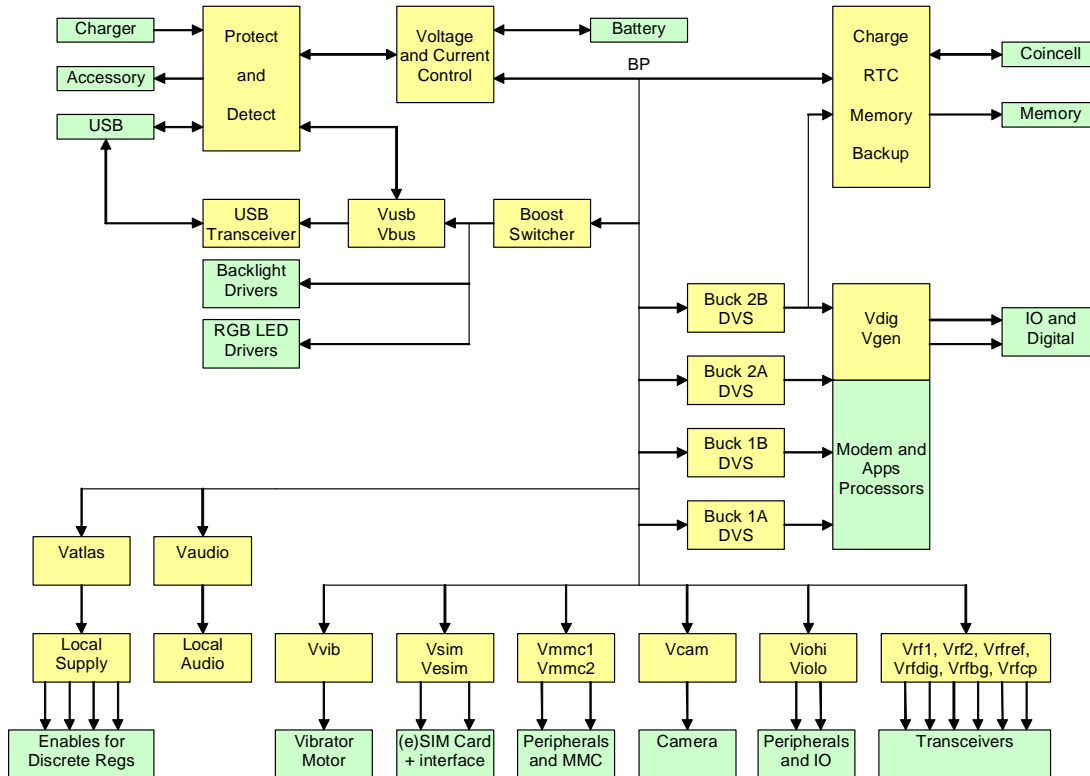 Charger
Accessory
USB
Protect
and
Detect
Voltage
and Current
Control
Battery
BP
Charge
RTC
Memory
Backup
Coincell
Memory
USB
Transceiver
Vusb
Vbus
Boost
Switcher
Backlight
Drivers
RGB LED
Drivers
Buck 2B
DVS
Vdig
Vgen
IO and
Digital
Buck 2A
DVS
Buck 1B
DVS
Modem and
Apps
Processors
Buck 1A
DVS
Vatlas
Vaudio
Local
Supply
Local
Audio
Vvib
Vsim
Vesim
Vmmc1
Vmmc2
Vcam
Viohi
Violo
Vrf1, Vrf2, Vrfref,
Vrfdig, Vrfbg, Vrfcp
Enables for
Discrete Regs
Vibrator
Motor
(e)SIM Card
+ interface
Peripherals
and MMC
Camera
Peripherals
and IO
Transceivers